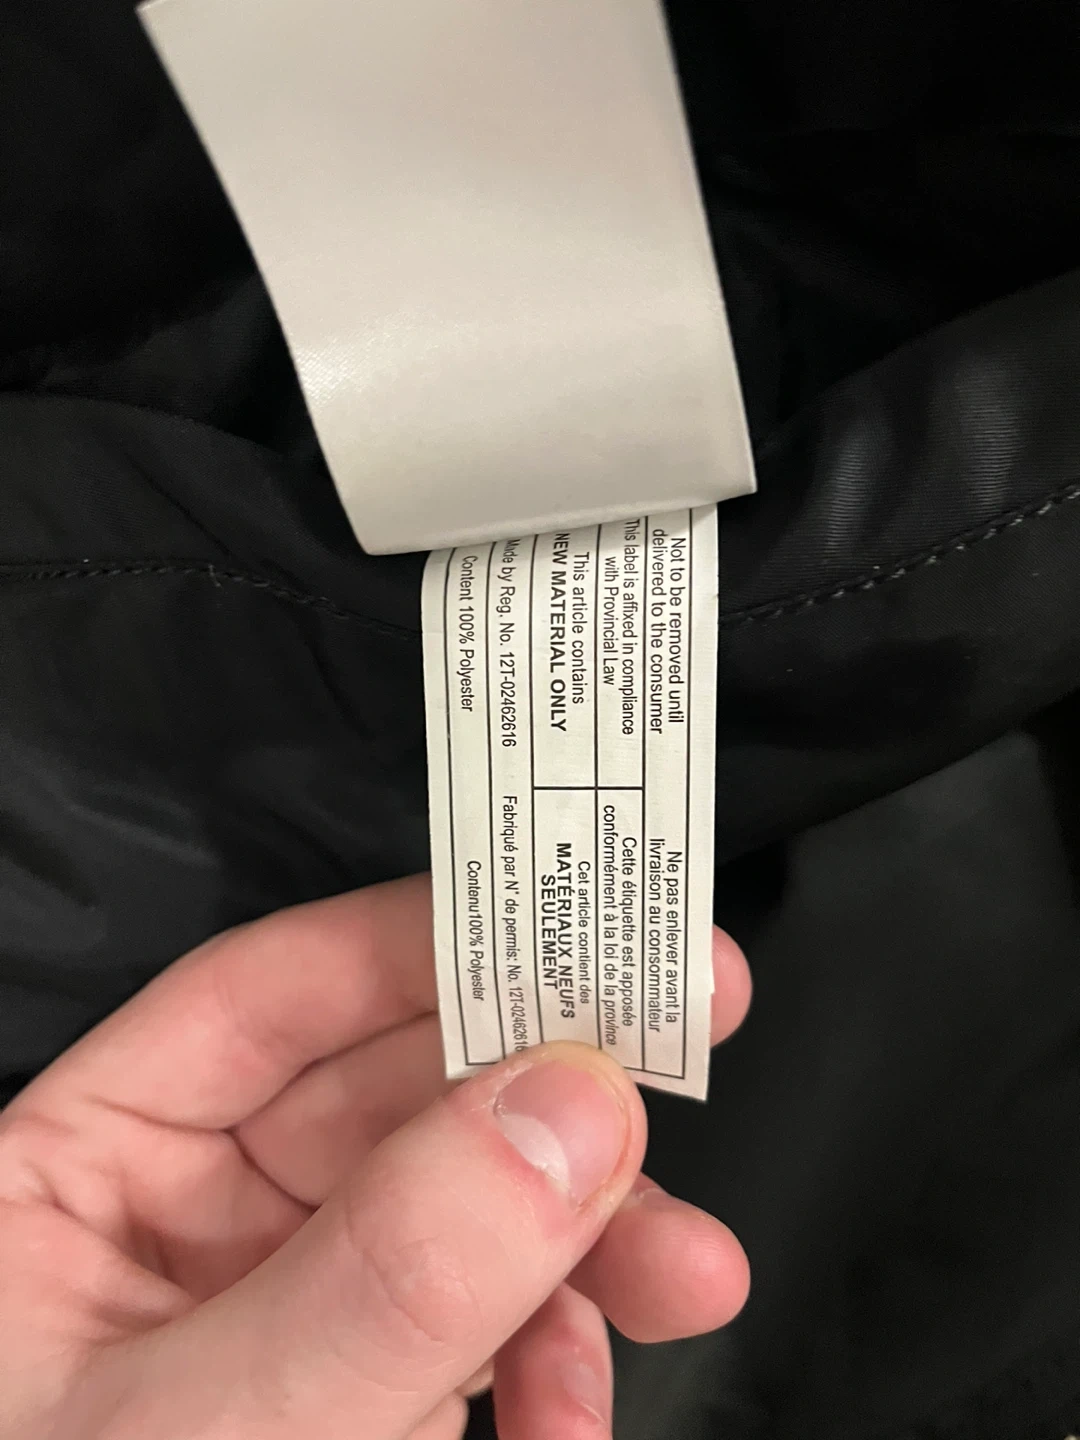 Not to be removed until
delivered to the consumer
Ne pas enlever avant la
livraison au consommateur
This label is affixed in compliance
with Provincial Law
Cette étiquette est apposée
conformément à la loi de la province
This article contains
NEW MATERIAL ONLY
Cet article contient des
MATÉRIAUX NEUFS
SEULEMENT
Made by Reg. No. 12T-02462616
Fabriqué par N° de permis: No. 12T-02462616
Content 100% Polyester
Contenu100% Polyester